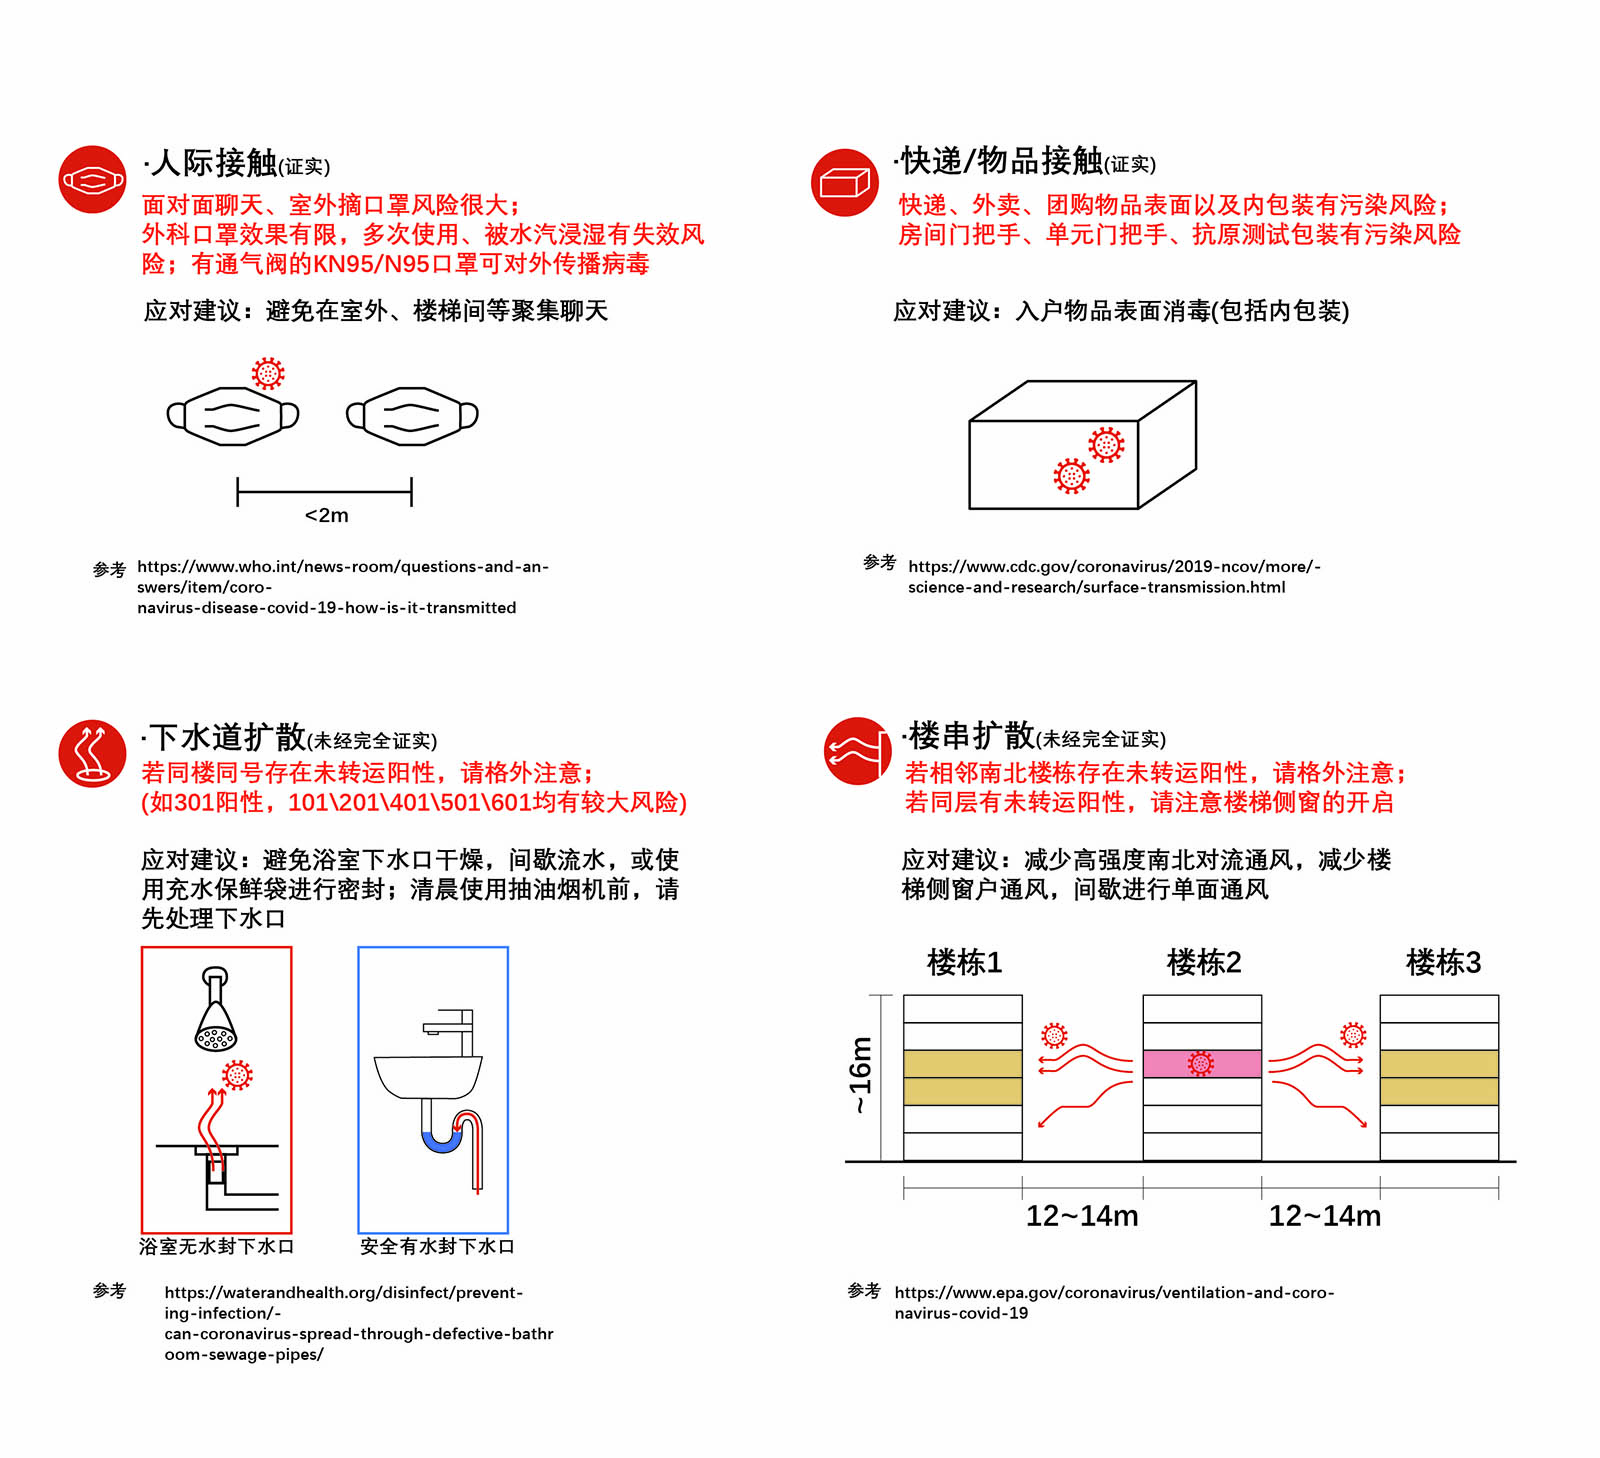 ·人际接触(证实)
面对面聊天、室外摘口罩风险很大；
外科口罩效果有限，多次使用、被水汽浸湿有失效风
险；有通气阀的KN95/N95口罩可对外传播病毒
应对建议：避免在室外、楼梯间等聚集聊天
<2m
参考
https://www.who.int/news-room/questions-and-an-
swers/item/coro-
navirus-disease-covid-19-how-is-it-transmitted
·快递/物品接触(证实)
快递、外卖、团购物品表面以及内包装有污染风险；
房间门把手、单元门把手、抗原测试包装有污染风险
应对建议：入户物品表面消毒(包括内包装)
参考
https://www.cdc.gov/coronavirus/2019-ncov/more/-
science-and-research/surface-transmission.html
·下水道扩散(未经完全证实)
若同楼同号存在未转运阳性，请格外注意；
(如301阳性，101\201\401\501\601均有较大风险)
应对建议：避免浴室下水口干燥，间歇流水，或使
用充水保鲜袋进行密封；清晨使用抽油烟机前，请
先处理下水口
浴室无水封下水口
安全有水封下水口
参考
https://waterandhealth.org/disinfect/prevent-
ing-infection/-
can-coronavirus-spread-through-defective-bathr
oom-sewage-pipes/
·楼串扩散(未经完全证实)
若相邻南北楼栋存在未转运阳性，请格外注意；
若同层有未转运阳性，请注意楼梯侧窗的开启
应对建议：减少高强度南北对流通风，减少楼
梯侧窗户通风，间歇进行单面通风
楼栋1
楼栋2
楼栋3
~16m
12~14m
12~14m
参考
https://www.epa.gov/coronavirus/ventilation-and-coro-
navirus-covid-19